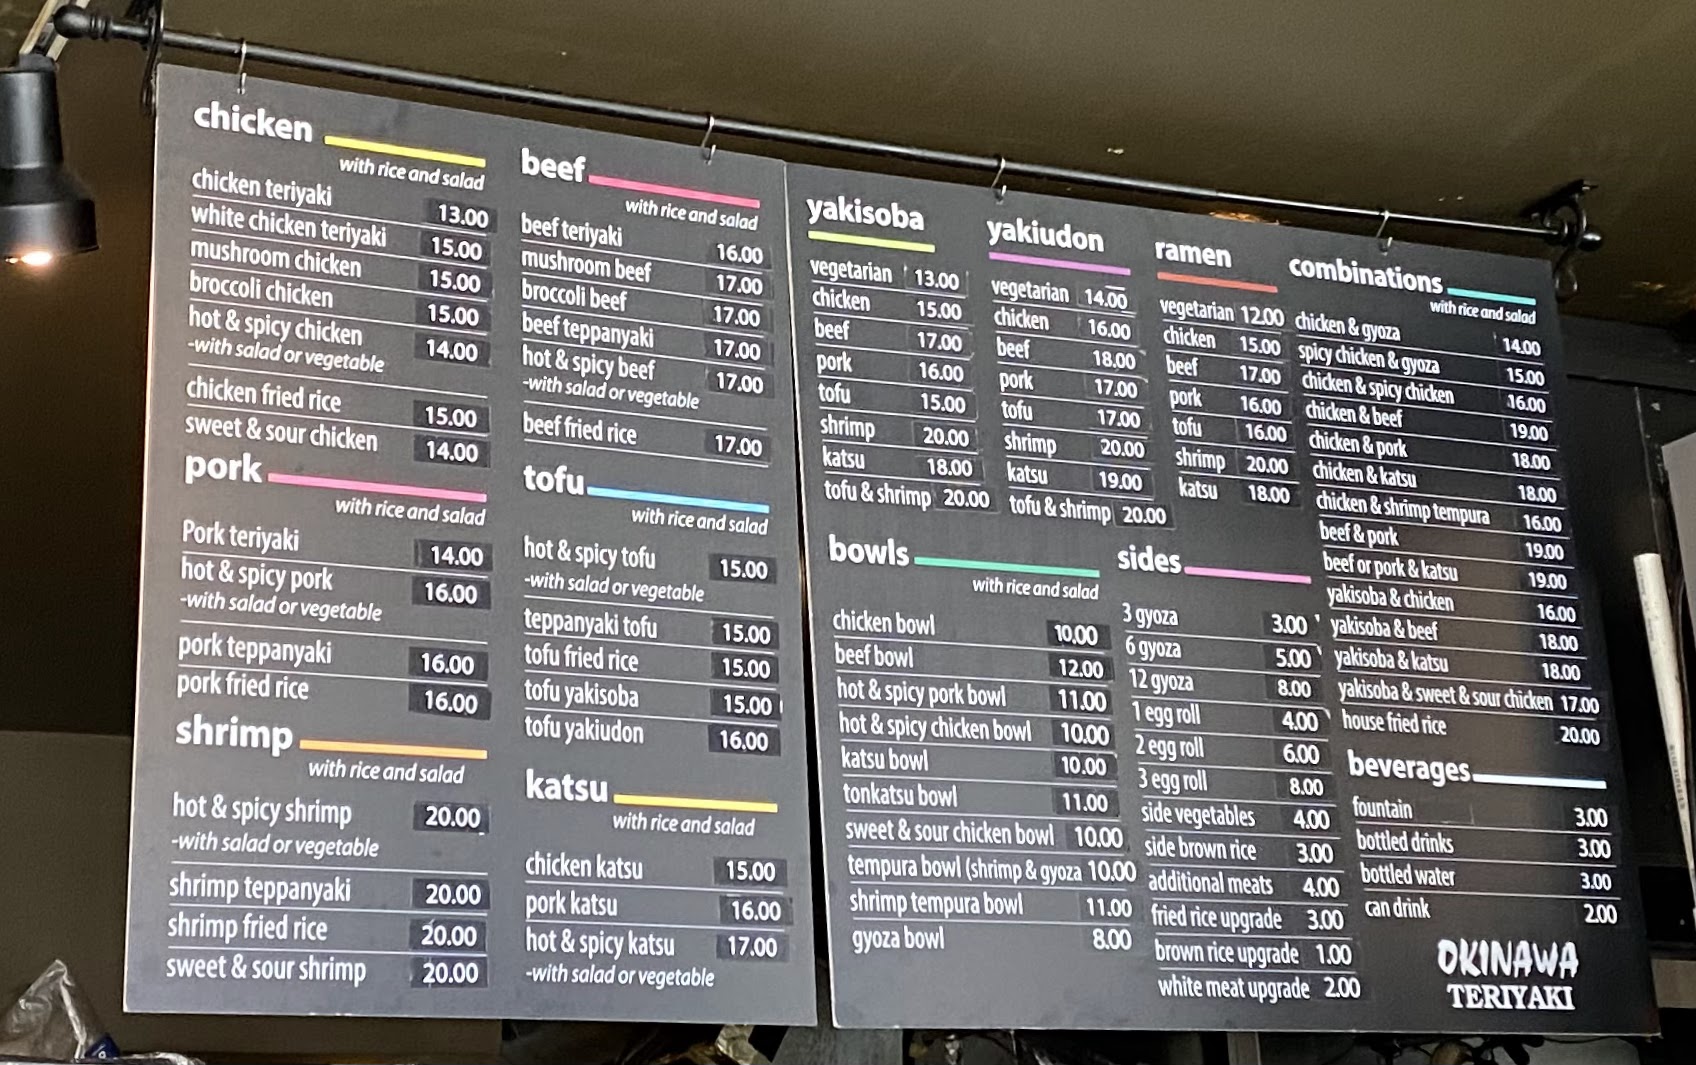 chicken
with rice and salad
chicken teriyaki 13.00
white chicken teriyaki 15.00
mushroom chicken 15.00
broccoli chicken 15.00
hot & spicy chicken 14.00
-with salad or vegetable
chicken fried rice 15.00
sweet & sour chicken 14.00
pork
with rice and salad
Pork teriyaki 14.00
hot & spicy pork 16.00
-with salad or vegetable
pork teppanyaki 16.00
pork fried rice 16.00
shrimp
with rice and salad
hot & spicy shrimp 20.00
-with salad or vegetable
shrimp teppanyaki 20.00
shrimp fried rice 20.00
sweet & sour shrimp 20.00
beef
with rice and salad
beef teriyaki 16.00
mushroom beef 17.00
broccoli beef 17.00
beef teppanyaki 17.00
hot & spicy beef 17.00
-with salad or vegetable
beef fried rice 17.00
tofu
with rice and salad
hot & spicy tofu 15.00
-with salad or vegetable
teppanyaki tofu 15.00
tofu fried rice 15.00
tofu yakisoba 15.00
tofu yakiudon 16.00
katsu
with rice and salad
chicken katsu 15.00
pork katsu 16.00
hot & spicy katsu 17.00
-with salad or vegetable
yakisoba
vegetarian 13.00
chicken 15.00
beef 17.00
pork 16.00
tofu 15.00
shrimp 20.00
katsu 18.00
tofu & shrimp 20.00
yakiudon
vegetarian 14.00
chicken 16.00
beef 18.00
pork 17.00
tofu 17.00
shrimp 20.00
katsu 19.00
tofu & shrimp 20.00
ramen
vegetarian 12.00
chicken 15.00
beef 17.00
pork 16.00
tofu 16.00
shrimp 20.00
katsu 18.00
bowls
with rice and salad
chicken bowl 10.00
beef bowl 12.00
hot & spicy pork bowl 11.00
hot & spicy chicken bowl 10.00
katsu bowl 10.00
tonkatsu bowl 11.00
sweet & sour chicken bowl 10.00
tempura bowl (shrimp & gyoza 10.00
shrimp tempura bowl 11.00
gyoza bowl 8.00
sides
3 gyoza 3.00
6 gyoza 5.00
12 gyoza 8.00
1 egg roll 4.00
2 egg roll 6.00
3 egg roll 8.00
side vegetables 4.00
side brown rice 3.00
additional meats 4.00
fried rice upgrade 3.00
brown rice upgrade 1.00
white meat upgrade 2.00
combinations
with rice and salad
chicken & gyoza 14.00
spicy chicken & gyoza 15.00
chicken & spicy chicken 16.00
chicken & beef 19.00
chicken & pork 18.00
chicken & katsu 18.00
chicken & shrimp tempura 16.00
beef & pork 19.00
beef or pork & katsu 19.00
yakisoba & chicken 16.00
yakisoba & beef 18.00
yakisoba & katsu 18.00
yakisoba & sweet & sour chicken 17.00
house fried rice 20.00
beverages
fountain 3.00
bottled drinks 3.00
bottled water 3.00
can drink 2.00
OKINAWA
TERIYAKI